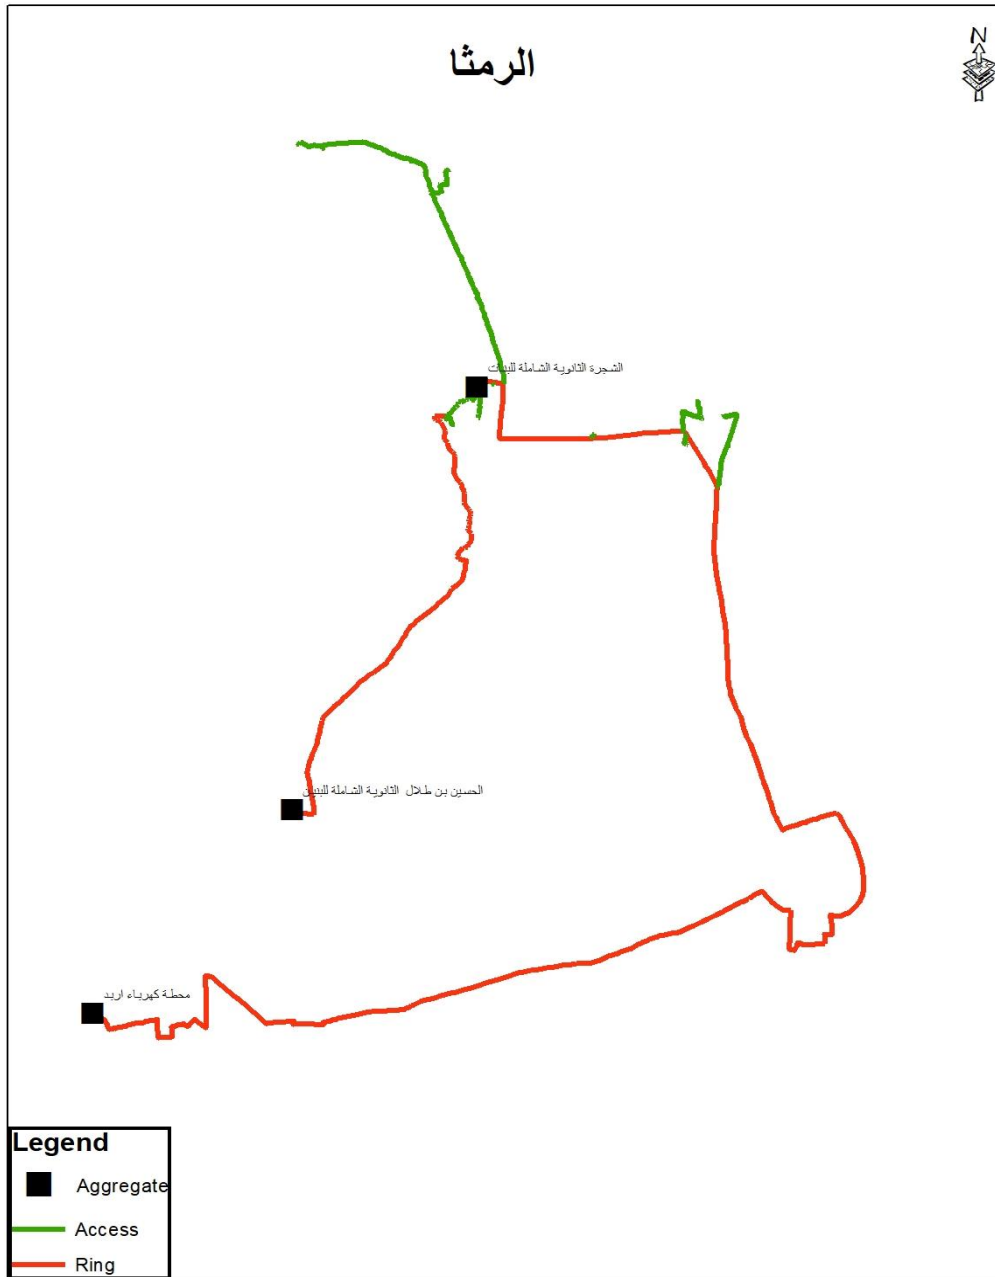 الرمثا
N
الشجرة الثانوية الشاملة للبنات
الحسين بن طلال الثانوية الشاملة للبنين
محطة كهرباء اربد
Legend
Aggregate
Access
Ring